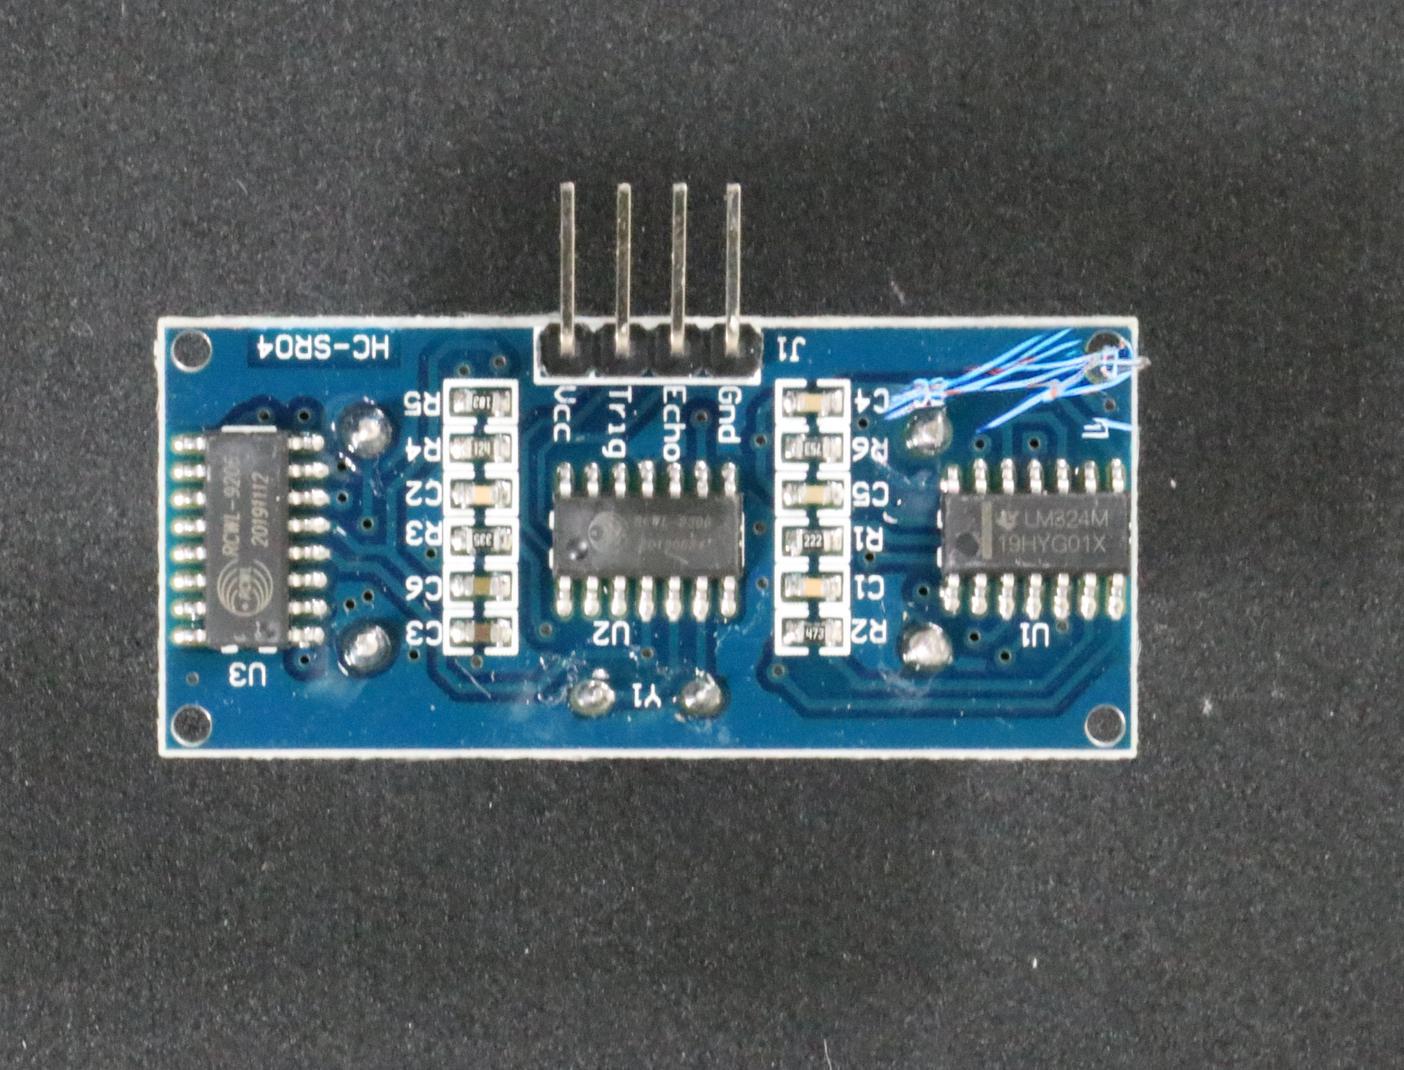 HC-SR04
J1
Vcc
Trig
Echo
Gnd
R5
103
R4
124
C2
R3
335
C6
C3
C4
R6
753
C5
R1
222
C1
R2
473
RCWL-9206
20191112
U3
U2
LM324M
19HYG01X
U1
Y1